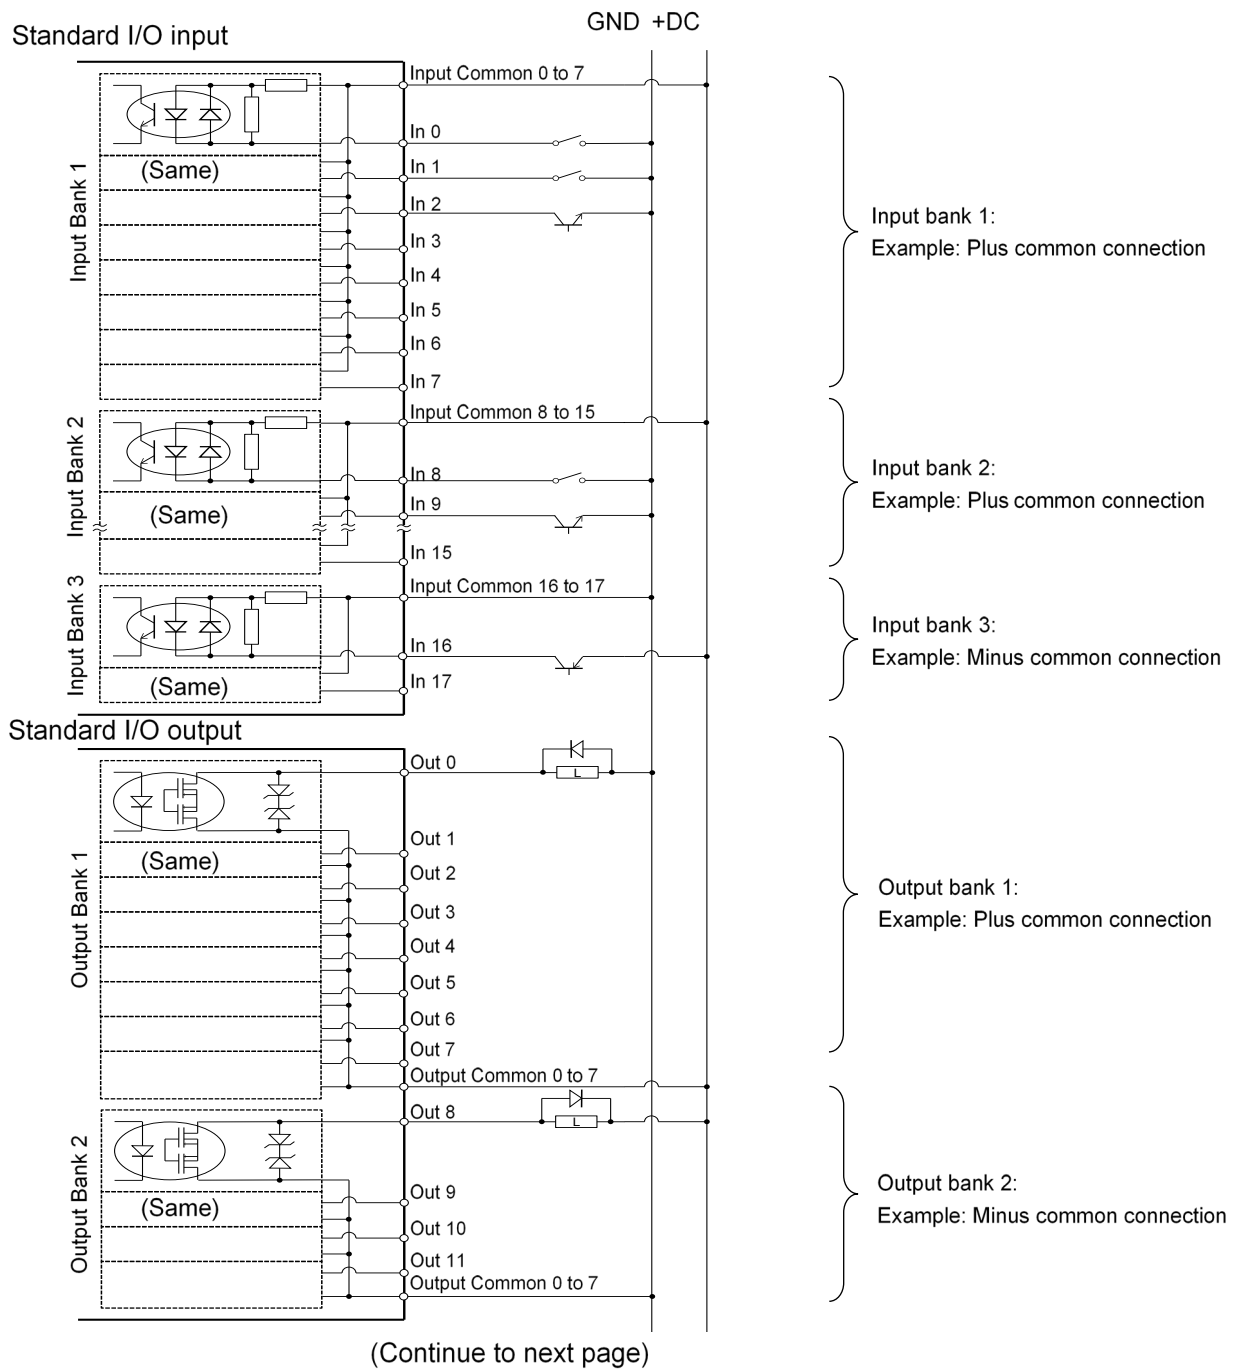 GND +DC
Standard I/O input
Input Common 0 to 7
In 0
(Same)
In 1
In 2
In 3
In 4
In 5
In 6
In 7
Input Bank 1
Input bank 1:
Example: Plus common connection
Input Common 8 to 15
In 8
In 9
(Same)
In 15
Input Bank 2
Input bank 2:
Example: Plus common connection
Input Common 16 to 17
In 16
(Same)
In 17
Input Bank 3
Input bank 3:
Example: Minus common connection
Standard I/O output
Out 0
L
Out 1
(Same)
Out 2
Out 3
Out 4
Out 5
Out 6
Out 7
Output Common 0 to 7
Output Bank 1
Output bank 1:
Example: Plus common connection
Out 8
L
Out 9
(Same)
Out 10
Out 11
Output Common 0 to 7
Output Bank 2
Output bank 2:
Example: Minus common connection
(Continue to next page)